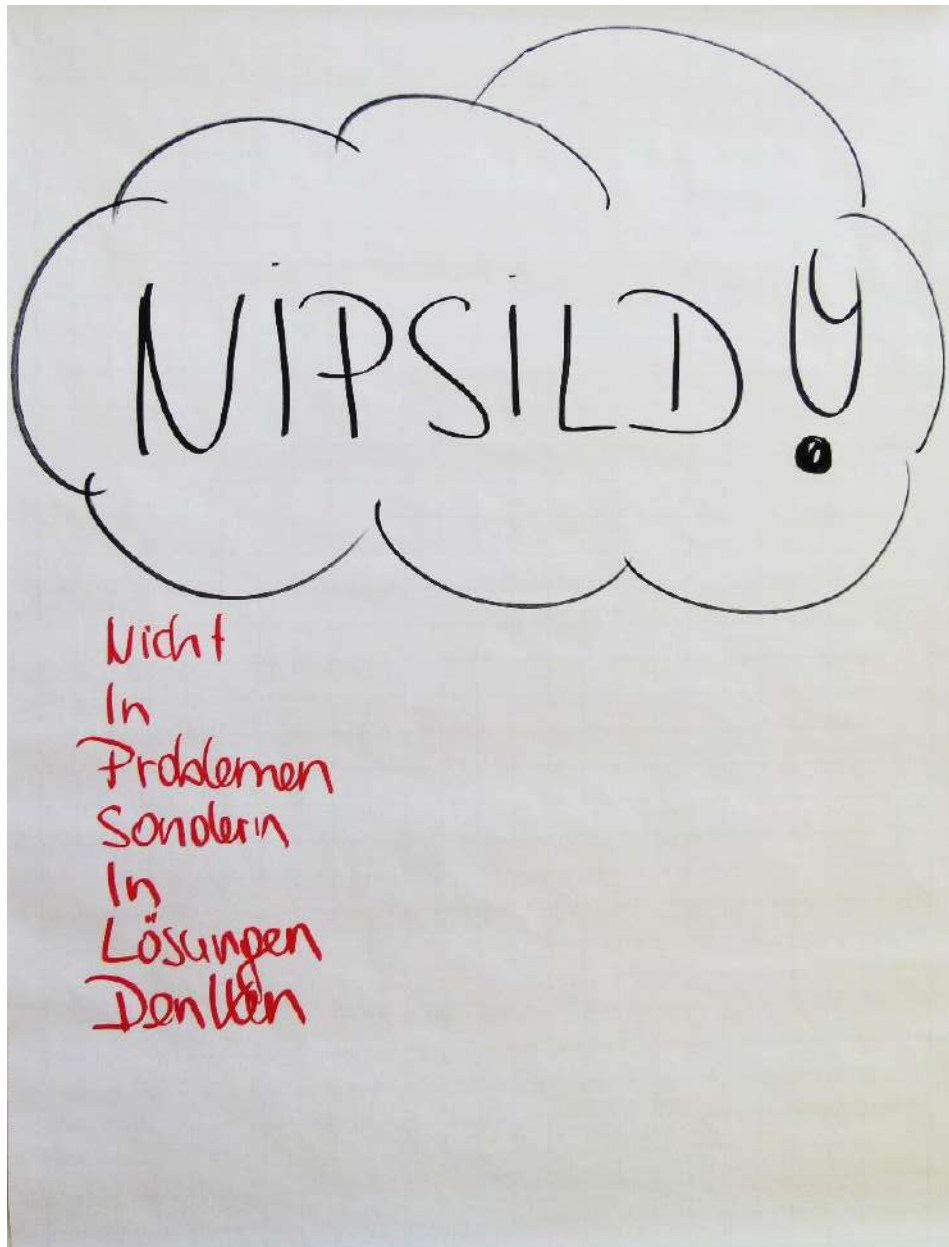 NIPSILD!
Nicht
In
Problemen
Sondern
In
Lösungen
Denken